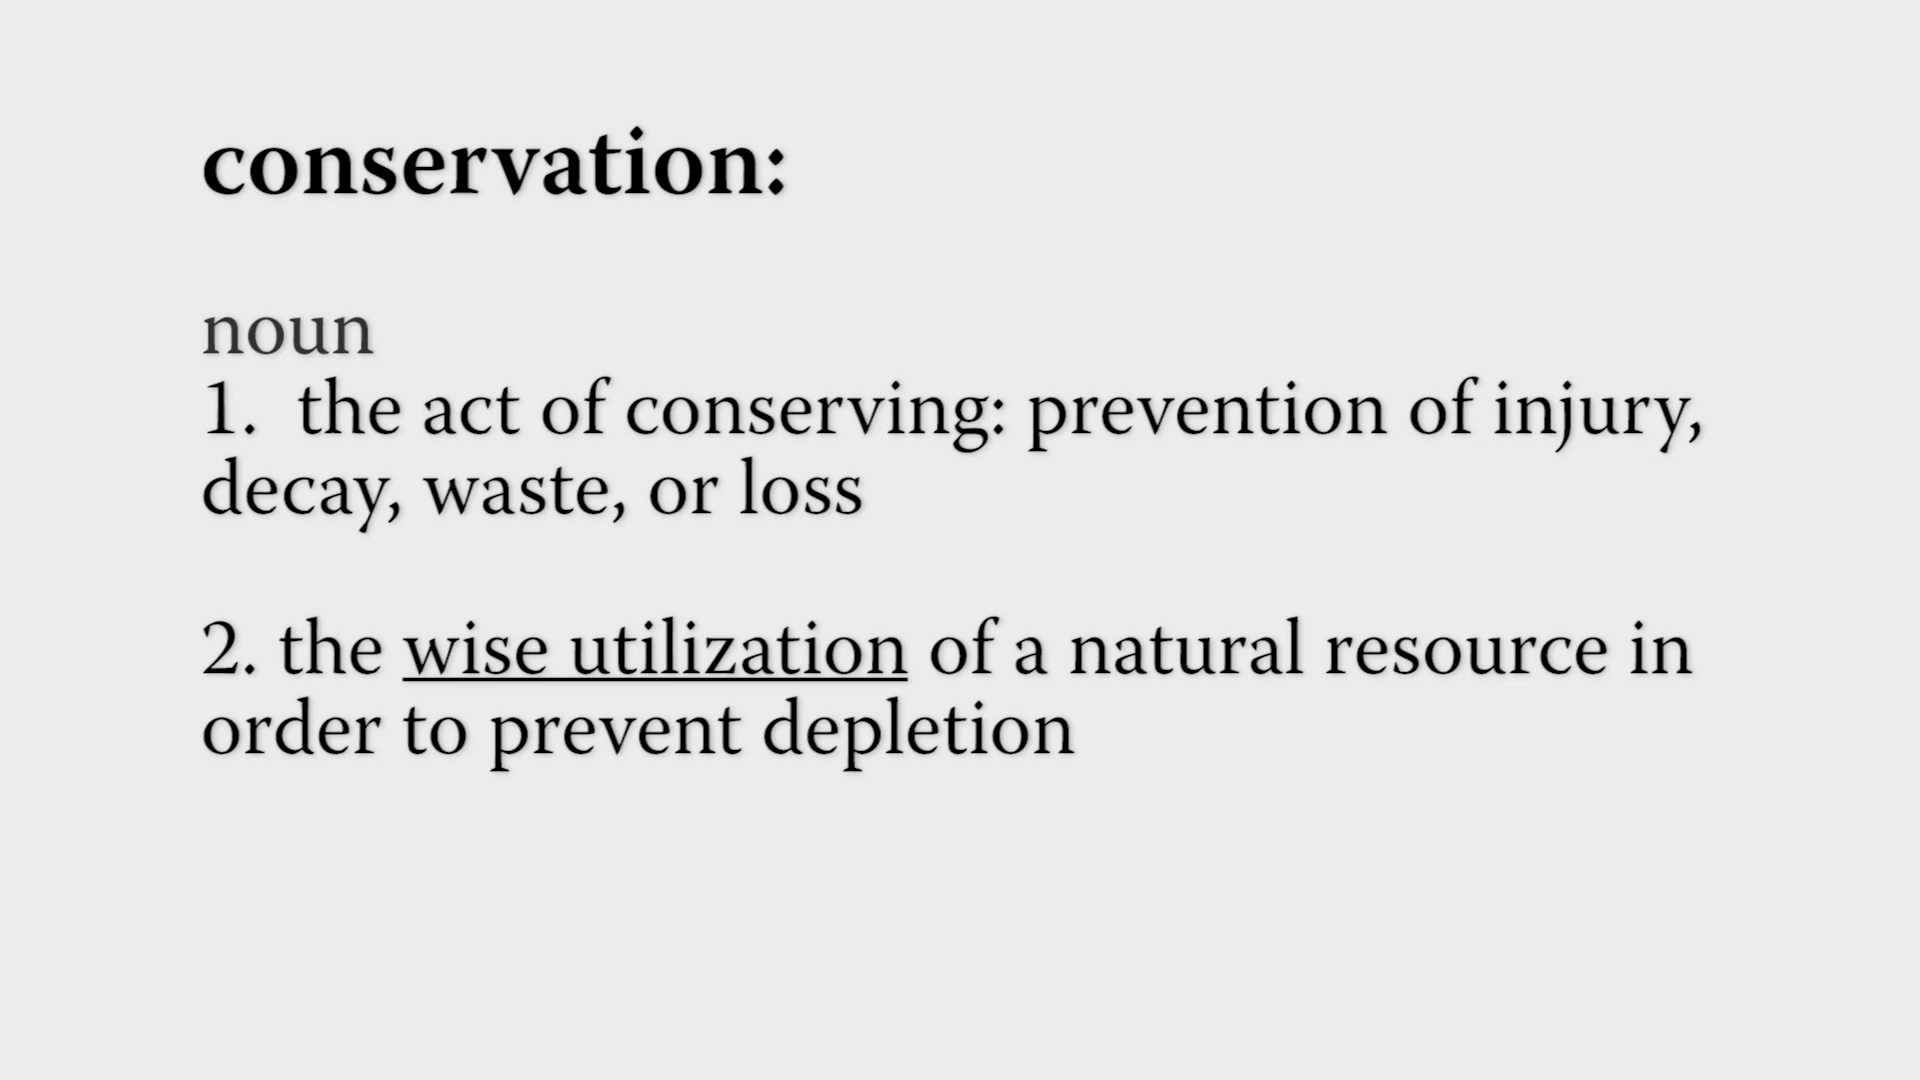 conservation:
noun
1. the act of conserving: prevention of injury,
decay, waste, or loss
2. the wise utilization of a natural resource in
order to prevent depletion